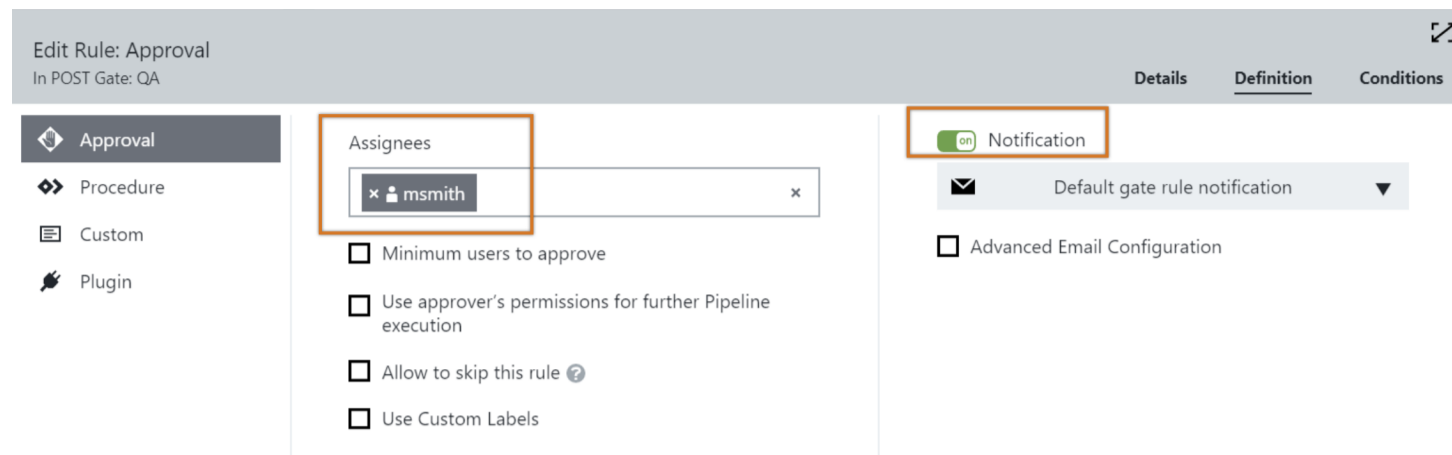 Edit Rule: Approval
In POST Gate: QA
Details Definition Conditions
Approval
Procedure
Custom
Plugin
Assignees
× msmith ×
Minimum users to approve
Use approver's permissions for further Pipeline
execution
Allow to skip this rule ?
Use Custom Labels
on Notification
Default gate rule notification
Advanced Email Configuration